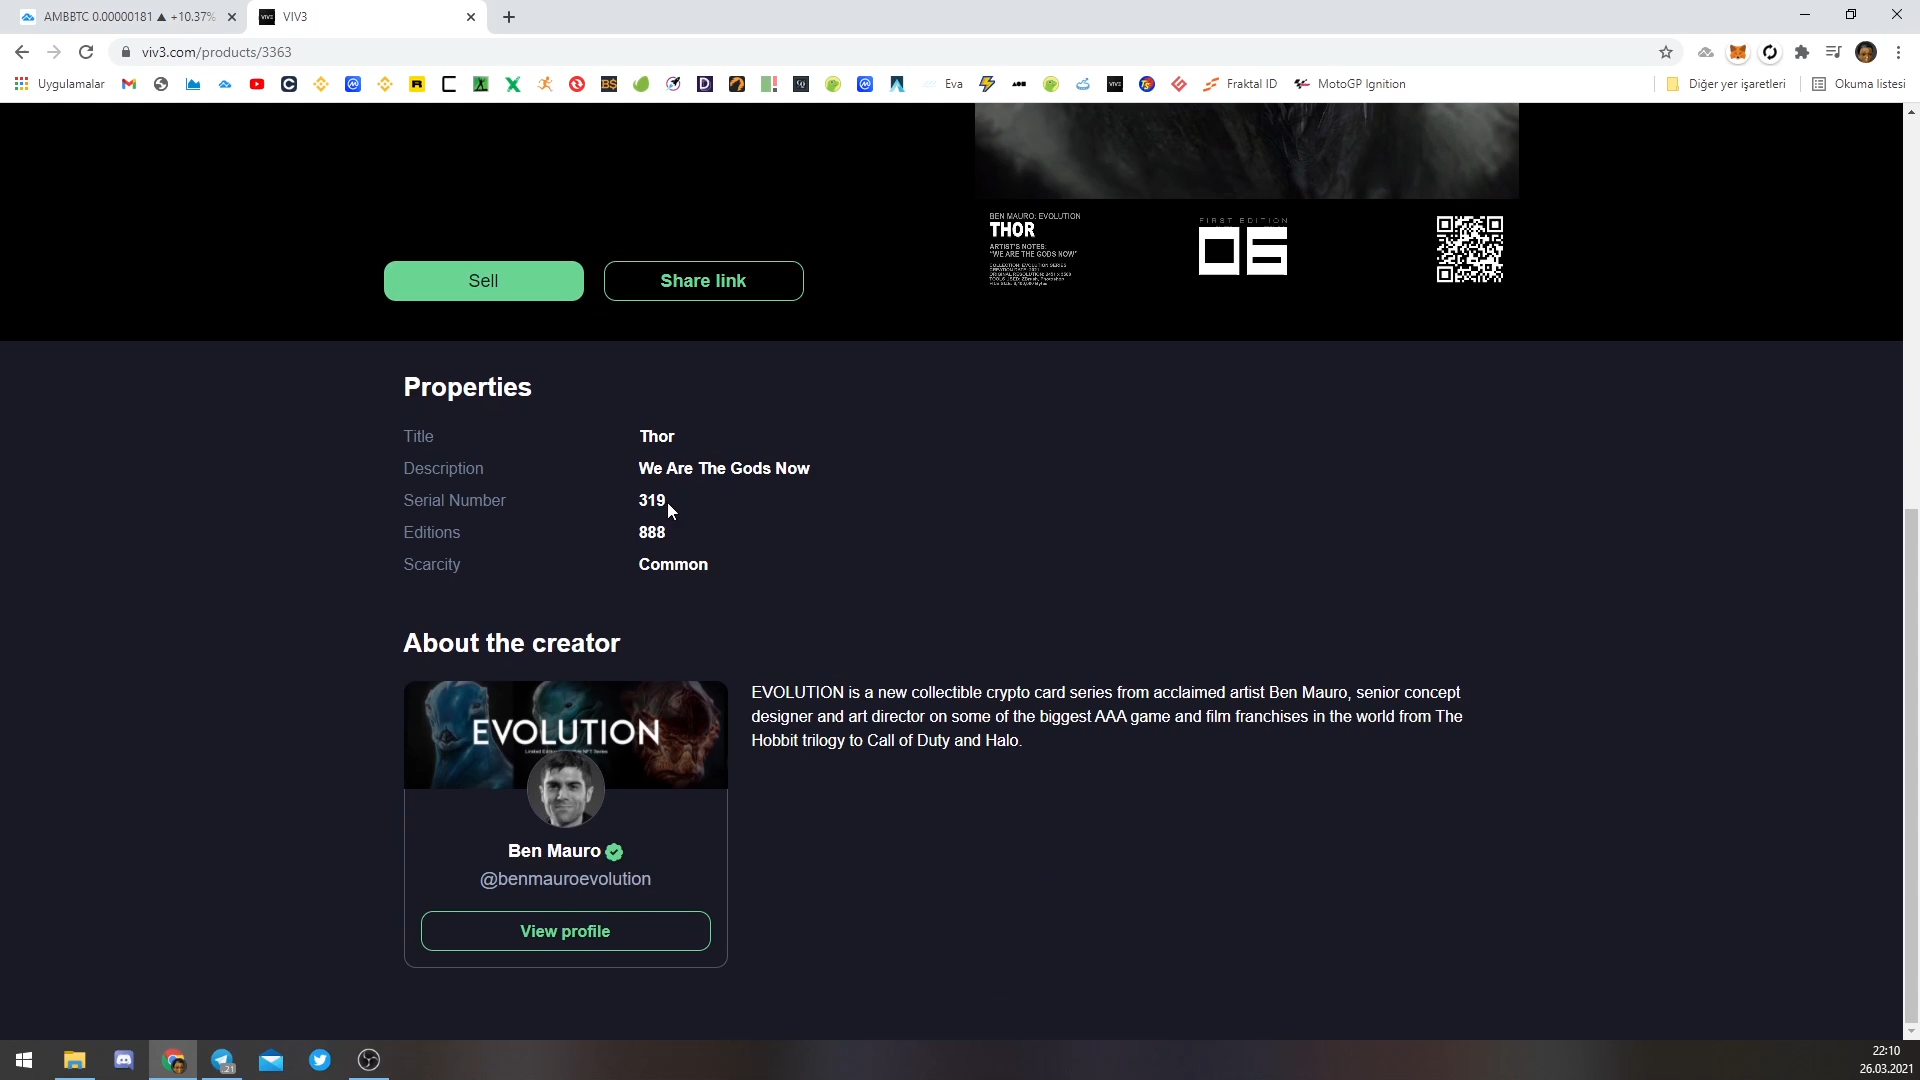 AMBBTC 0.00000181 ▲ +10.37%
VIV3
viv3.com/products/3363
Uygulamalar
Eva
Fraktal ID
MotoGP Ignition
Diğer yer işaretleri
Okuma listesi
BEN MAURO: EVOLUTION
THOR
ARTIST'S NOTES:
"WE ARE THE GODS NOW"
FIRST EDITION
06
Sell
Share link
Properties
Title Thor
Description We Are The Gods Now
Serial Number 319
Editions 888
Scarcity Common
About the creator
EVOLUTION
EVOLUTION is a new collectible crypto card series from acclaimed artist Ben Mauro, senior concept
designer and art director on some of the biggest AAA game and film franchises in the world from The
Hobbit trilogy to Call of Duty and Halo.
Ben Mauro
@benmauroevolution
View profile
21
22:10
26.03.2021